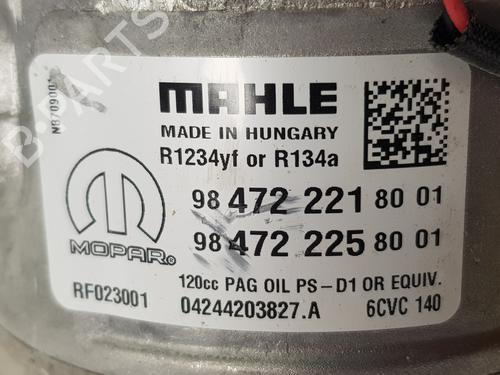 MAHLE
MADE IN HUNGARY
R1234yf or R134a
98 472 221 80 01
98 472 225 80 01
MOPAR®
120cc PAG OIL PS-D1 OR EQUIV.
RF023001
04244203827.A
6CVC 140
B-PARTS